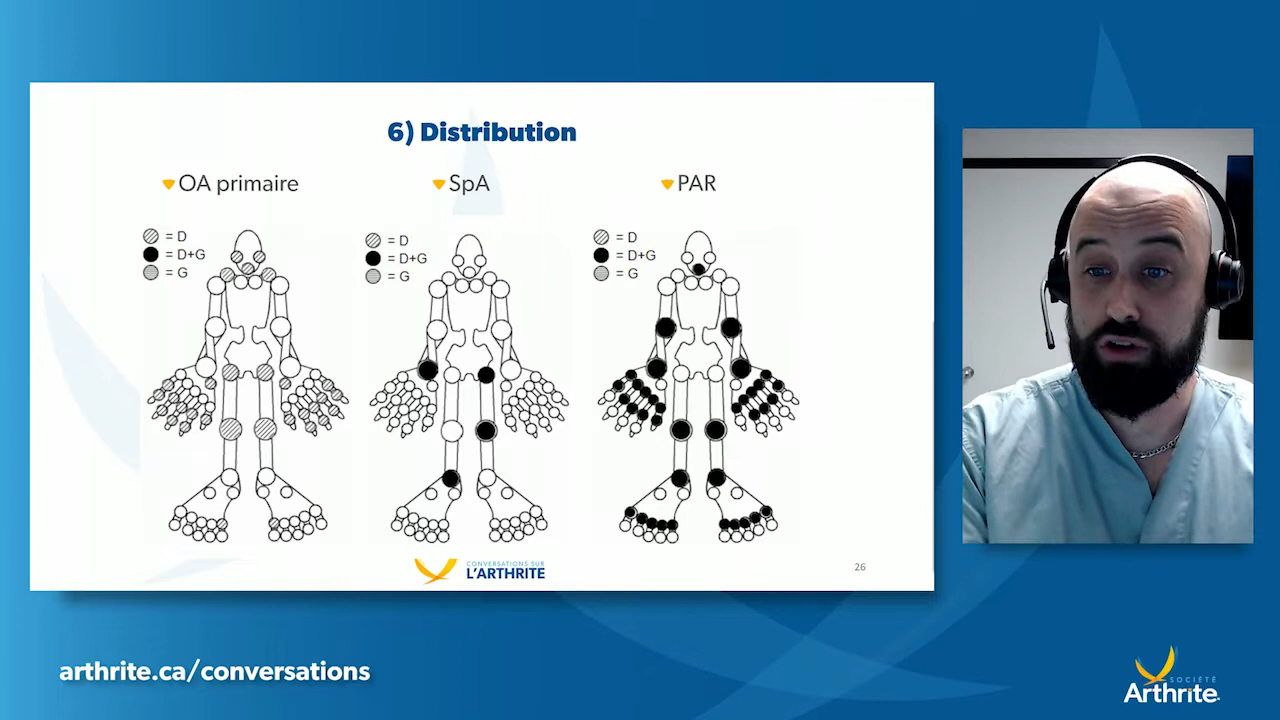 6) Distribution
OA primaire
SpA
PAR
= D
= D+G
= G
= D
= D+G
= G
= D
= D+G
= G
CONVERSATIONS SUR
L'ARTHRITE
26
arthrite.ca/conversations
SOCIÉTÉ
Arthrite